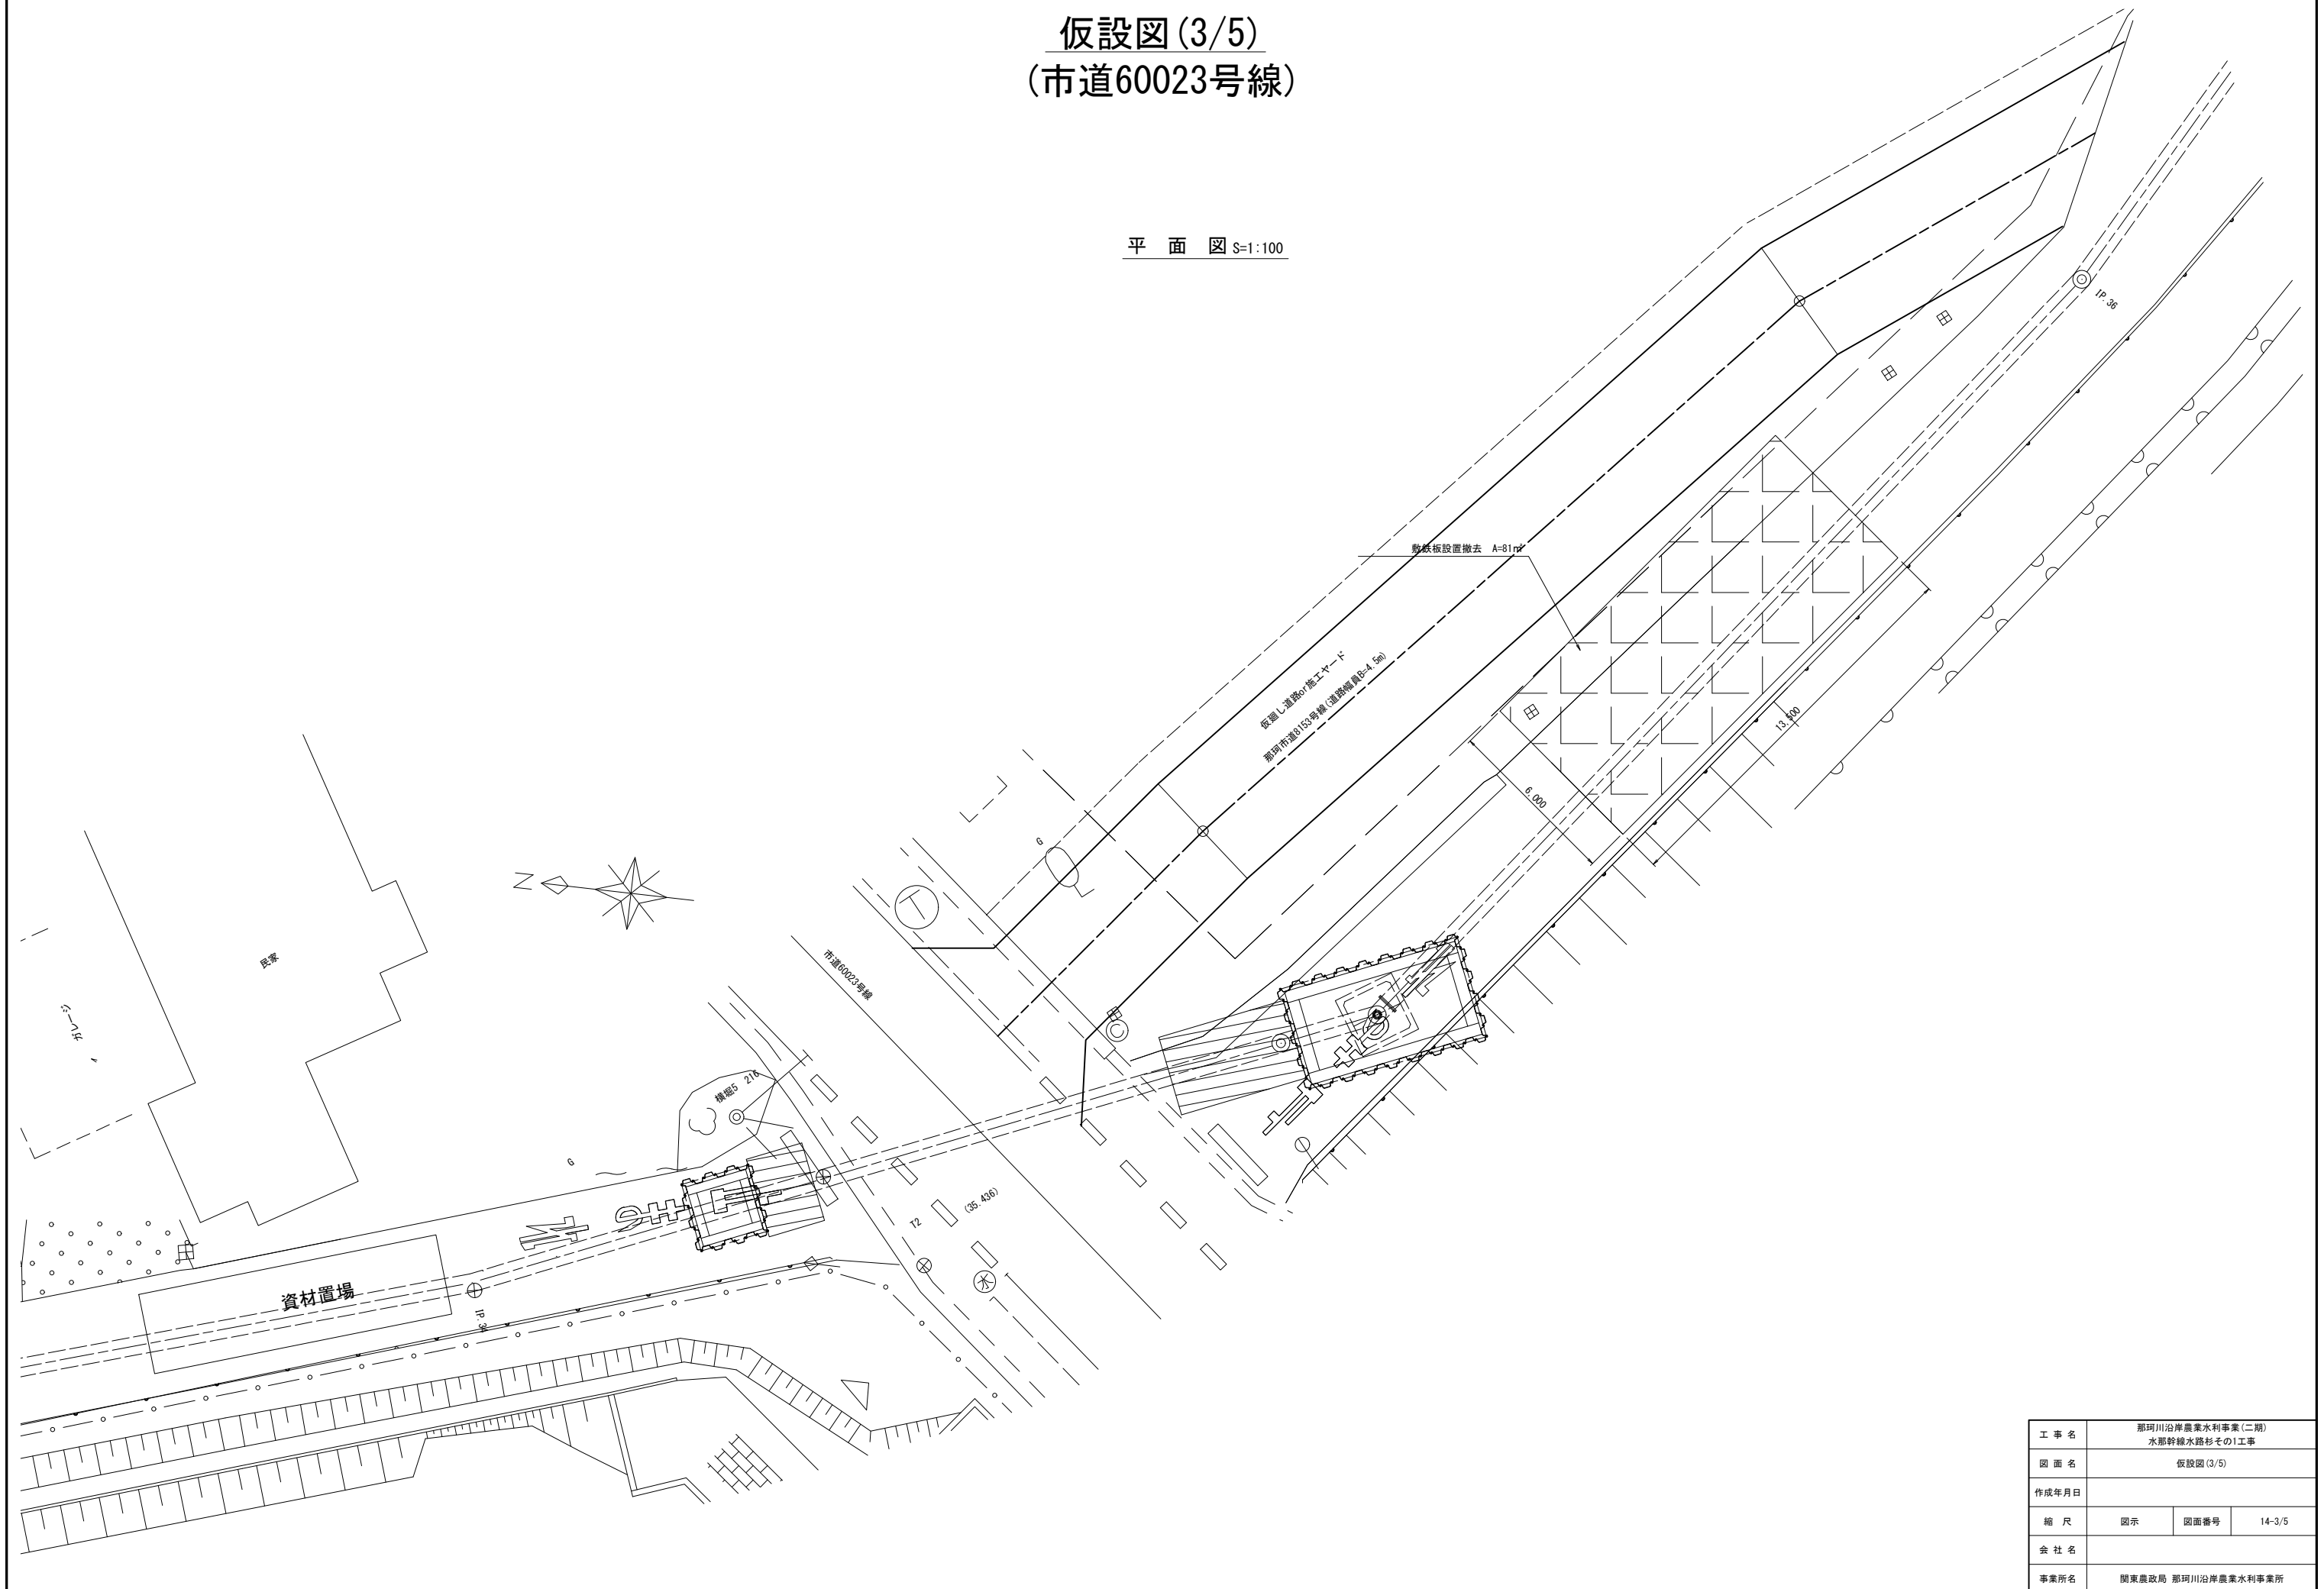 仮設図(3/5)
(市道60023号線)
平 面 図 S=1:100
IP.36
敷鉄板設置撤去 A=81㎡
仮廻し道路or施工ヤード
那珂市道8153号線(道路幅員B=4.5m)
13,500
6,000
G
N
民家
ガレージ
市道60023号線
横堀5 216
G
T2
(35.436)
水
資材置場
IP.34
工 事 名
那珂川沿岸農業水利事業(二期)
水那幹線水路杉その1工事
図 面 名
仮設図(3/5)
作成年月日
縮 尺
図示
図面番号
14-3/5
会 社 名
事業所名
関東農政局 那珂川沿岸農業水利事業所